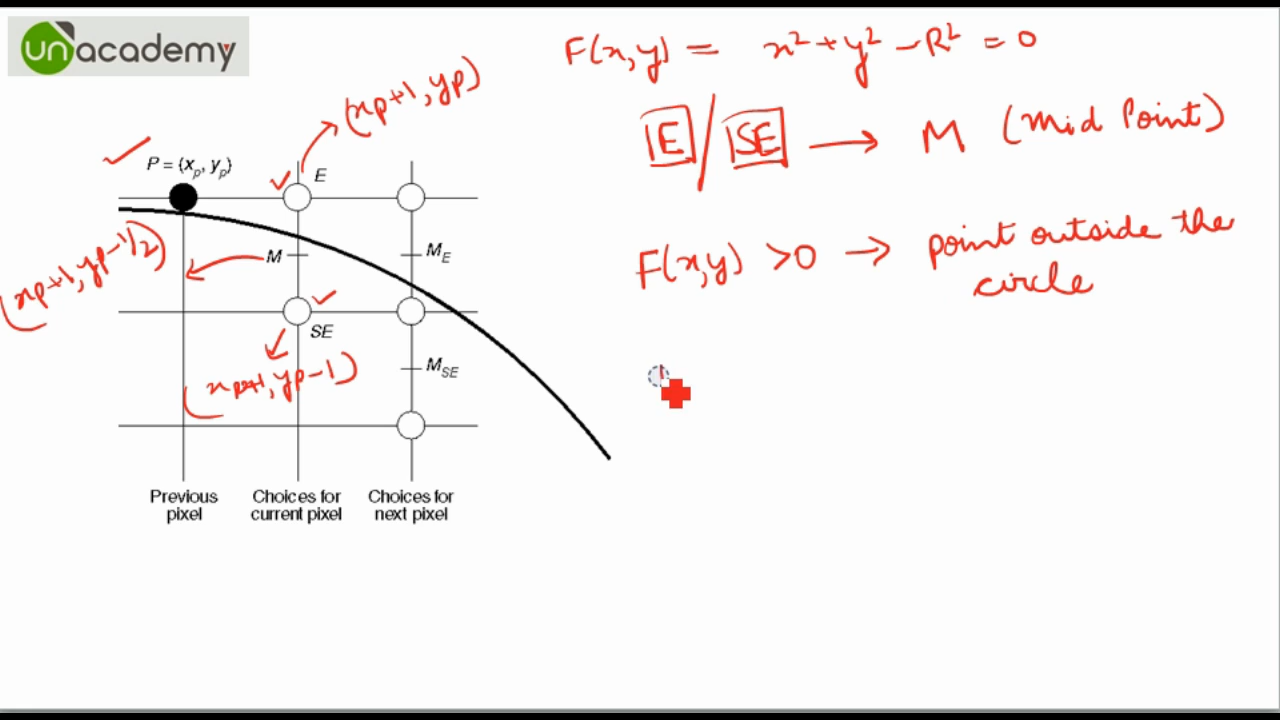 unacademy
F(x,y) = x² + y² - R² = 0
(xp+1, yp)
E / SE → M (Mid Point)
P = (xp, yp)
E
(xp+1, yp-1/2)
M
ME
F(x,y) >0 → point outside the
circle
SE
(xp+1, yp-1)
MSE
Previous
pixel
Choices for
current pixel
Choices for
next pixel